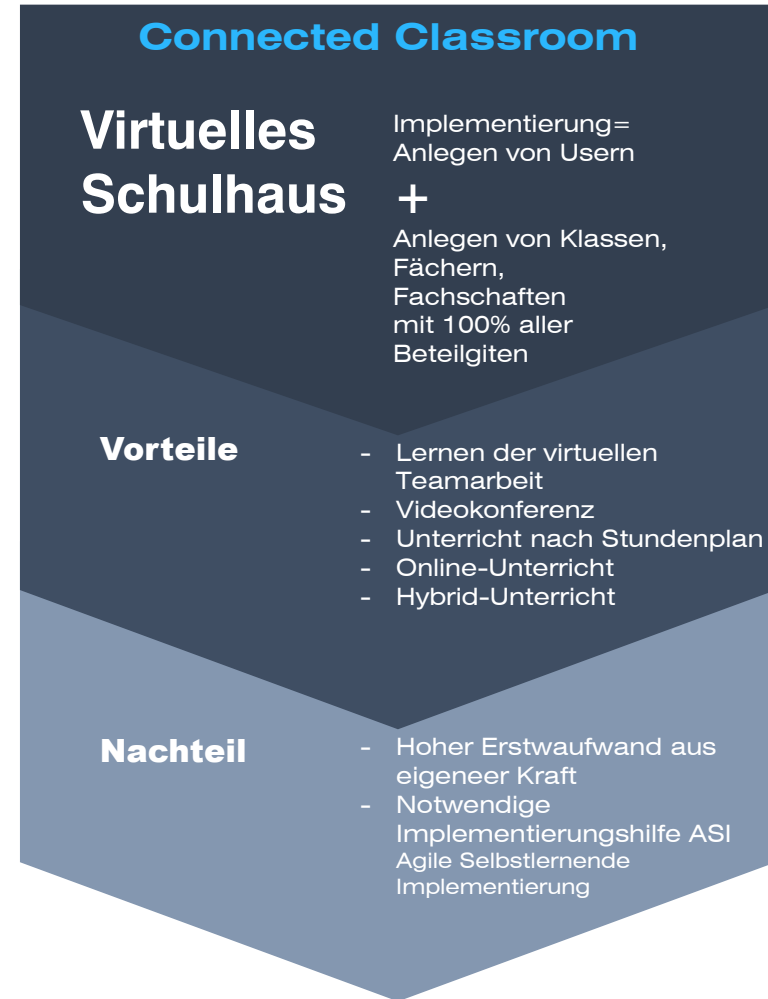 Connected Classroom
Virtuelles
Schulhaus
Implementierung=
Anlegen von Usern
+
Anlegen von Klassen,
Fächern,
Fachschaften
mit 100% aller
Beteilgiten
Vorteile
- Lernen der virtuellen
Teamarbeit
- Videokonferenz
- Unterricht nach Stundenplan
- Online-Unterricht
- Hybrid-Unterricht
Nachteil
- Hoher Erstwaufwand aus
eigeneer Kraft
- Notwendige
Implementierungshilfe ASI
Agile Selbstlernende
Implementierung